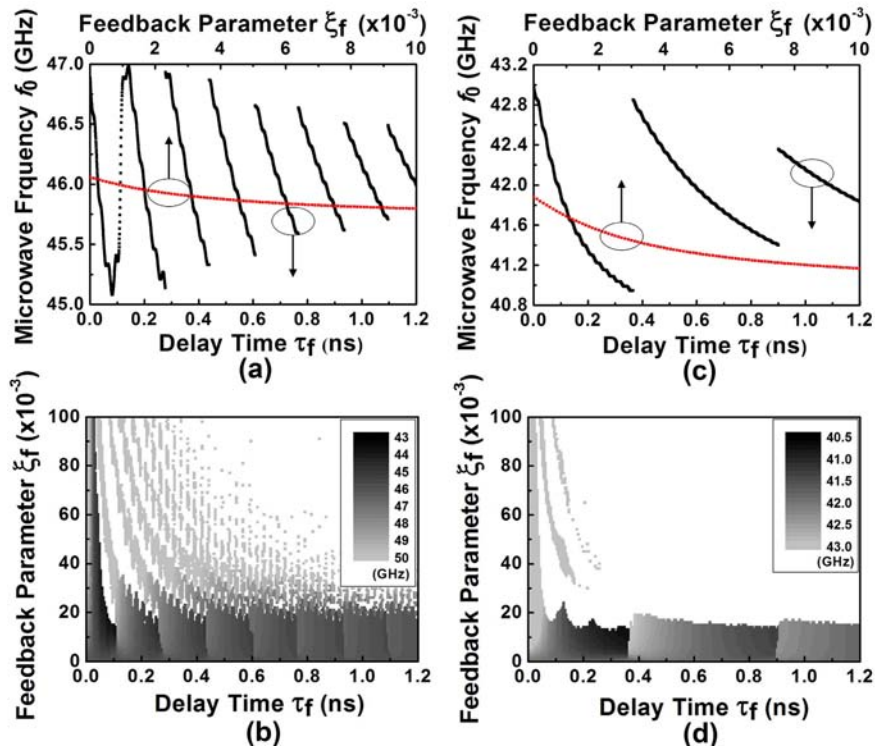 (a) Feedback Parameter ξf (x10-3)
0 2 4 6 8 10
Microwave Frquency f0 (GHz)
47.0
46.5
46.0
45.5
45.0
0.0 0.2 0.4 0.6 0.8 1.0 1.2
Delay Time τf (ns)
(a)
(c) Feedback Parameter ξf (x10-3)
0 2 4 6 8 10
Microwave Frquency f0 (GHz)
43.2
42.8
42.4
42.0
41.6
41.2
40.8
0.0 0.2 0.4 0.6 0.8 1.0 1.2
Delay Time τf (ns)
(c)
Feedback Parameter ξf (x10-3)
100
80
60
40
20
0
43
44
45
46
47
48
49
50
(GHz)
0.0 0.2 0.4 0.6 0.8 1.0 1.2
Delay Time τf (ns)
(b)
Feedback Parameter ξf (x10-3)
100
80
60
40
20
0
40.5
41.0
41.5
42.0
42.5
43.0
(GHz)
0.0 0.2 0.4 0.6 0.8 1.0 1.2
Delay Time τf (ns)
(d)